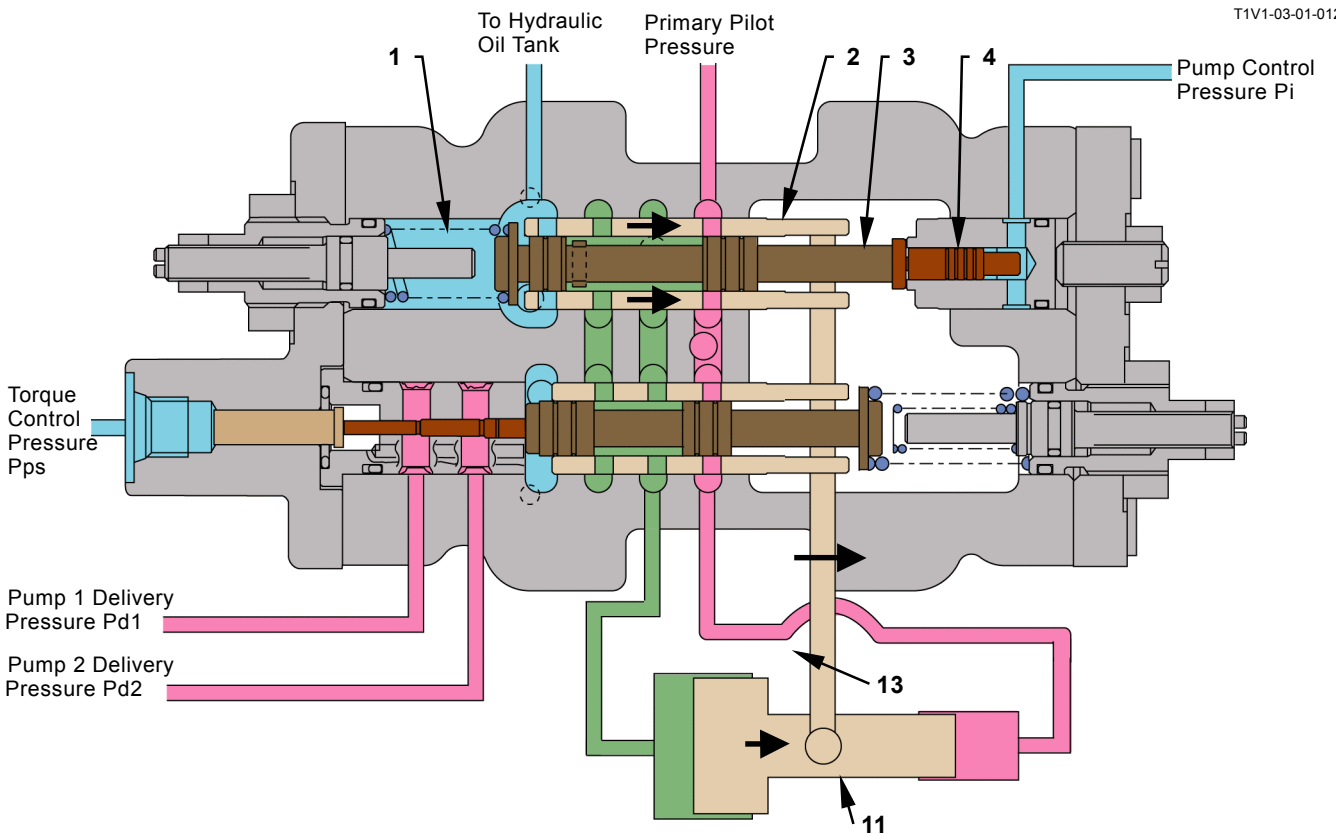 T1V1-03-01-012
To Hydraulic
Oil Tank
Primary Pilot
Pressure
1
2
3
4
Pump Control
Pressure Pi
Torque
Control
Pressure
Pps
Pump 1 Delivery
Pressure Pd1
Pump 2 Delivery
Pressure Pd2
13
11